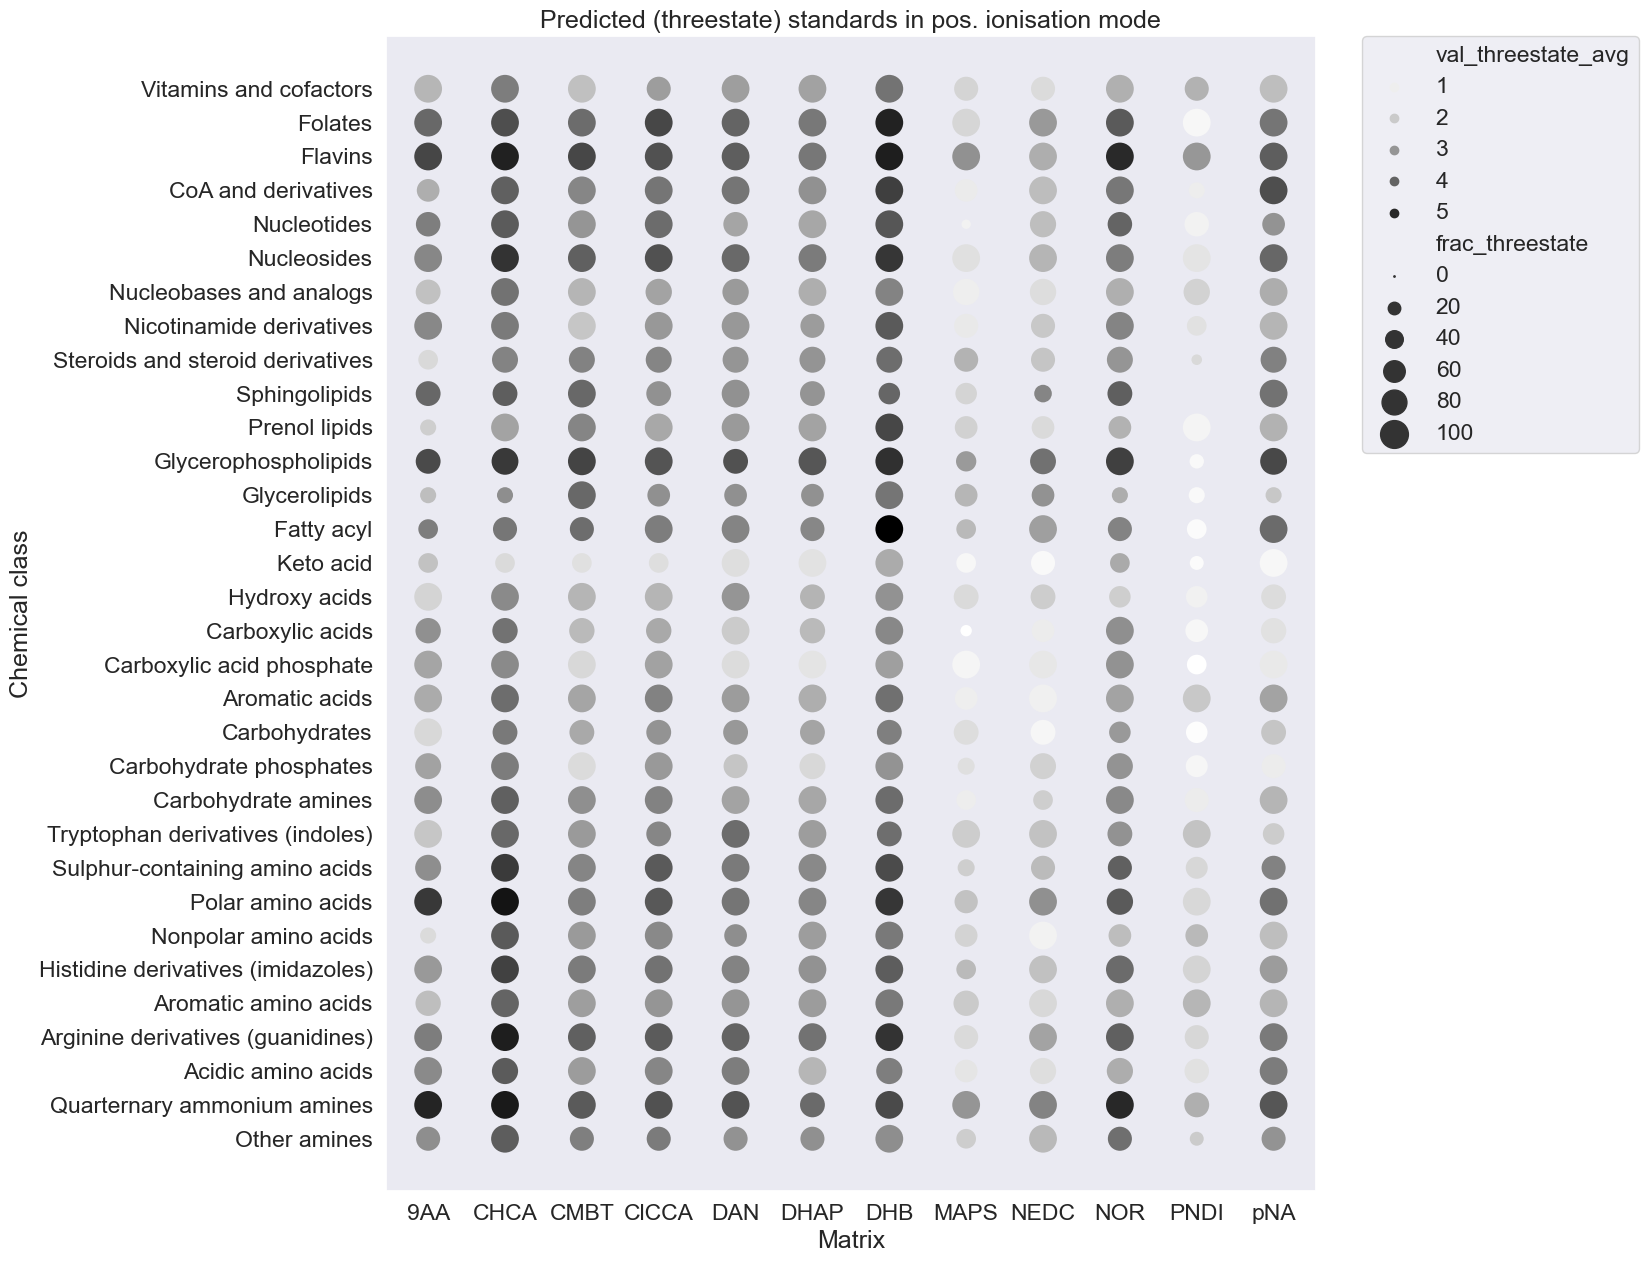 Predicted (threestate) standards in pos. ionisation mode
Chemical class
Vitamins and cofactors
Folates
Flavins
CoA and derivatives
Nucleotides
Nucleosides
Nucleobases and analogs
Nicotinamide derivatives
Steroids and steroid derivatives
Sphingolipids
Prenol lipids
Glycerophospholipids
Glycerolipids
Fatty acyl
Keto acid
Hydroxy acids
Carboxylic acids
Carboxylic acid phosphate
Aromatic acids
Carbohydrates
Carbohydrate phosphates
Carbohydrate amines
Tryptophan derivatives (indoles)
Sulphur-containing amino acids
Polar amino acids
Nonpolar amino acids
Histidine derivatives (imidazoles)
Aromatic amino acids
Arginine derivatives (guanidines)
Acidic amino acids
Quarternary ammonium amines
Other amines
9AA CHCA CMBT ClCCA DAN DHAP DHB MAPS NEDC NOR PNDI pNA
Matrix
val_threestate_avg
1
2
3
4
5
frac_threestate
0
20
40
60
80
100